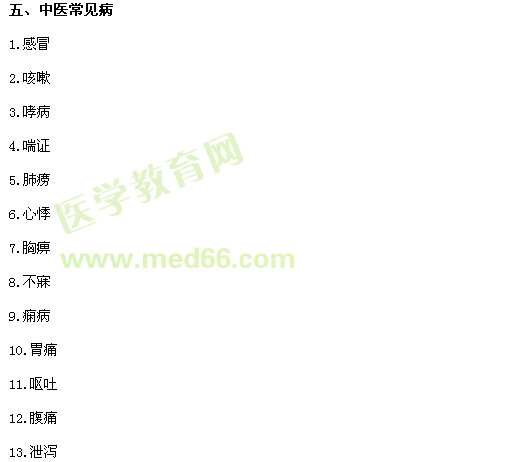 五、中医常见病
1.感冒
2.咳嗽
3.哮病
4.喘证
5.肺痨
医学教育网
6.心悸
7.胸痹
www.med66.com
8.不寐
9.痫病
10.胃痛
11.呕吐
12.腹痛
13.泄泻